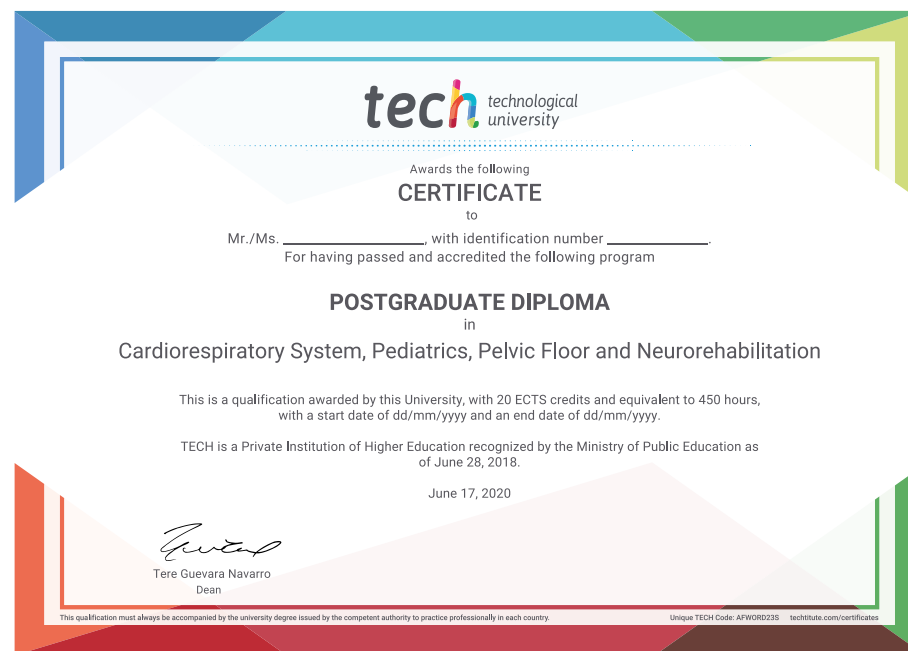 tech technological
university
Awards the following
CERTIFICATE
to
Mr./Ms. ____________, with identification number ____________.
For having passed and accredited the following program
POSTGRADUATE DIPLOMA
in
Cardiorespiratory System, Pediatrics, Pelvic Floor and Neurorehabilitation
This is a qualification awarded by this University, with 20 ECTS credits and equivalent to 450 hours,
with a start date of dd/mm/yyyy and an end date of dd/mm/yyyy.
TECH is a Private Institution of Higher Education recognized by the Ministry of Public Education as
of June 28, 2018.
June 17, 2020
Tere Guevara Navarro
Dean
This qualification must always be accompanied by the university degree issued by the competent authority to practice professionally in each country.
Unique TECH Code: AFWORD23S techtitute.com/certificates